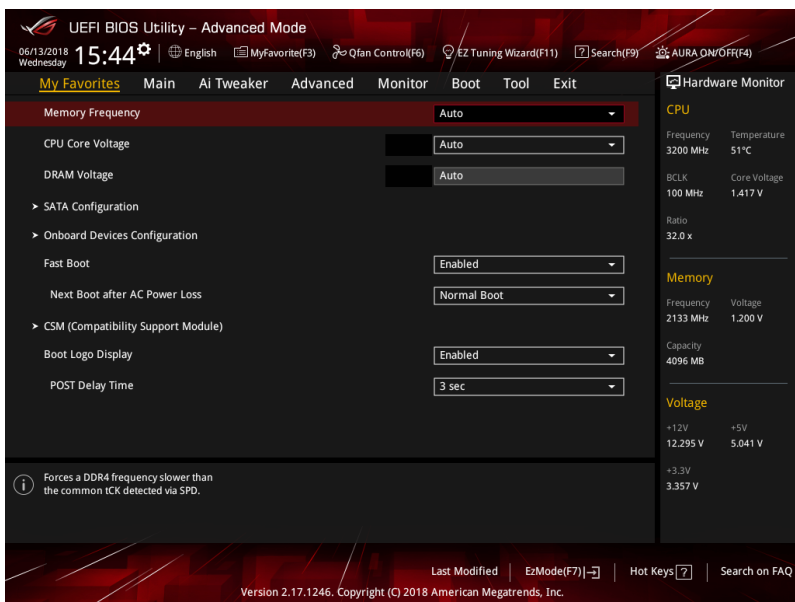 UEFI BIOS Utility – Advanced Mode
06/13/2018 Wednesday 15:44 English MyFavorite(F3) Qfan Control(F6) EZ Tuning Wizard(F11) ? Search(F9) AURA ON/OFF(F4)
My Favorites Main Ai Tweaker Advanced Monitor Boot Tool Exit
Memory Frequency Auto
CPU Core Voltage Auto
DRAM Voltage Auto
> SATA Configuration
> Onboard Devices Configuration
Fast Boot Enabled
Next Boot after AC Power Loss Normal Boot
> CSM (Compatibility Support Module)
Boot Logo Display Enabled
POST Delay Time 3 sec
Hardware Monitor
CPU
Frequency Temperature
3200 MHz 51°C
BCLK Core Voltage
100 MHz 1.417 V
Ratio
32.0 x
Memory
Frequency Voltage
2133 MHz 1.200 V
Capacity
4096 MB
Voltage
+12V +5V
12.295 V 5.041 V
+3.3V
3.357 V
i Forces a DDR4 frequency slower than
the common tCK detected via SPD.
Last Modified EzMode(F7) Hot Keys ? Search on FAQ
Version 2.17.1246. Copyright (C) 2018 American Megatrends, Inc.